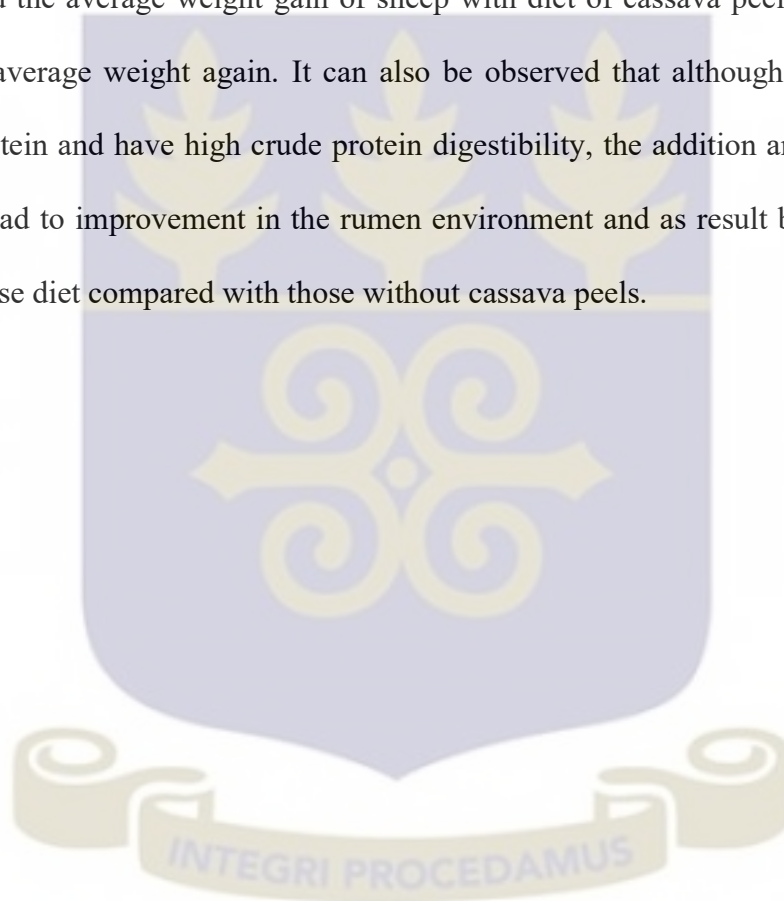 the average weight gain of sheep with diet of cassava peel
average weight again. It can also be observed that although
tein and have high crude protein digestibility, the addition a
ad to improvement in the rumen environment and as result b
se diet compared with those without cassava peels.
INTEGRI PROCEDAMUS